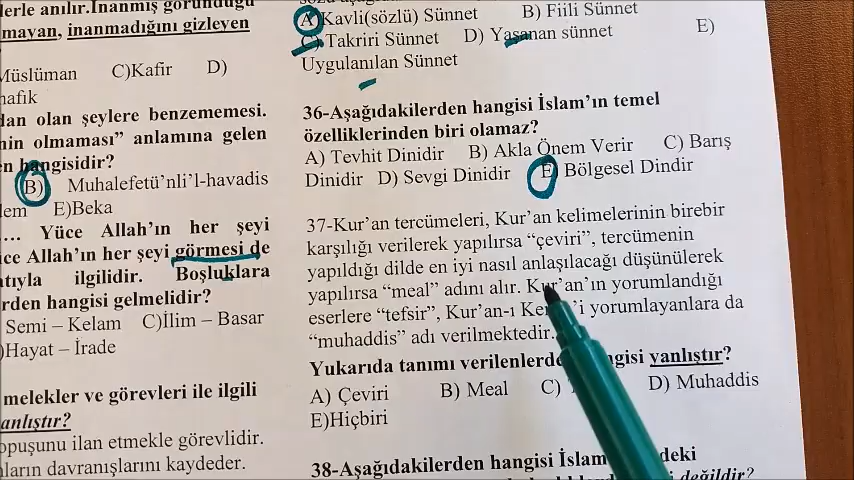 lerle anılır.İnanmış göründüğü
mayan, inanmadığını gizleyen
Müslüman C)Kafir D)
afık
dan olan şeylere benzememesi.
nin olmaması” anlamına gelen
en hangisidir?
B) Muhalefetü’nli’l-havadis
lem E)Beka
.... Yüce Allah’ın her şeyi
ce Allah’ın her şeyi görmesi de
atıyla ilgilidir. Boşluklara
rden hangisi gelmelidir?
Semi – Kelam C)İlim – Basar
)Hayat – İrade
melekler ve görevleri ile ilgili
anlıştır?
opuşunu ilan etmekle görevlidir.
ların davranışlarını kaydeder.
A) Kavli(sözlü) Sünnet B) Fiili Sünnet
C) Takriri Sünnet D) Yaşanan sünnet E)
Uygulanılan Sünnet
36-Aşağıdakilerden hangisi İslam’ın temel
özelliklerinden biri olamaz?
A) Tevhit Dinidir B) Akla Önem Verir C) Barış
Dinidir D) Sevgi Dinidir E) Bölgesel Dindir
37-Kur’an tercümeleri, Kur’an kelimelerinin birebir
karşılığı verilerek yapılırsa “çeviri”, tercümenin
yapıldığı dilde en iyi nasıl anlaşılacağı düşünülerek
yapılırsa “meal” adını alır. Kur’an’ın yorumlandığı
eserlere “tefsir”, Kur’an-ı Ke ’i yorumlayanlara da
“muhaddis” adı verilmektedir.
Yukarıda tanımı verilenlerde gisi yanlıştır?
A) Çeviri B) Meal C) D) Muhaddis
E)Hiçbiri
38-Aşağıdakilerden hangisi İslam deki
değildir?